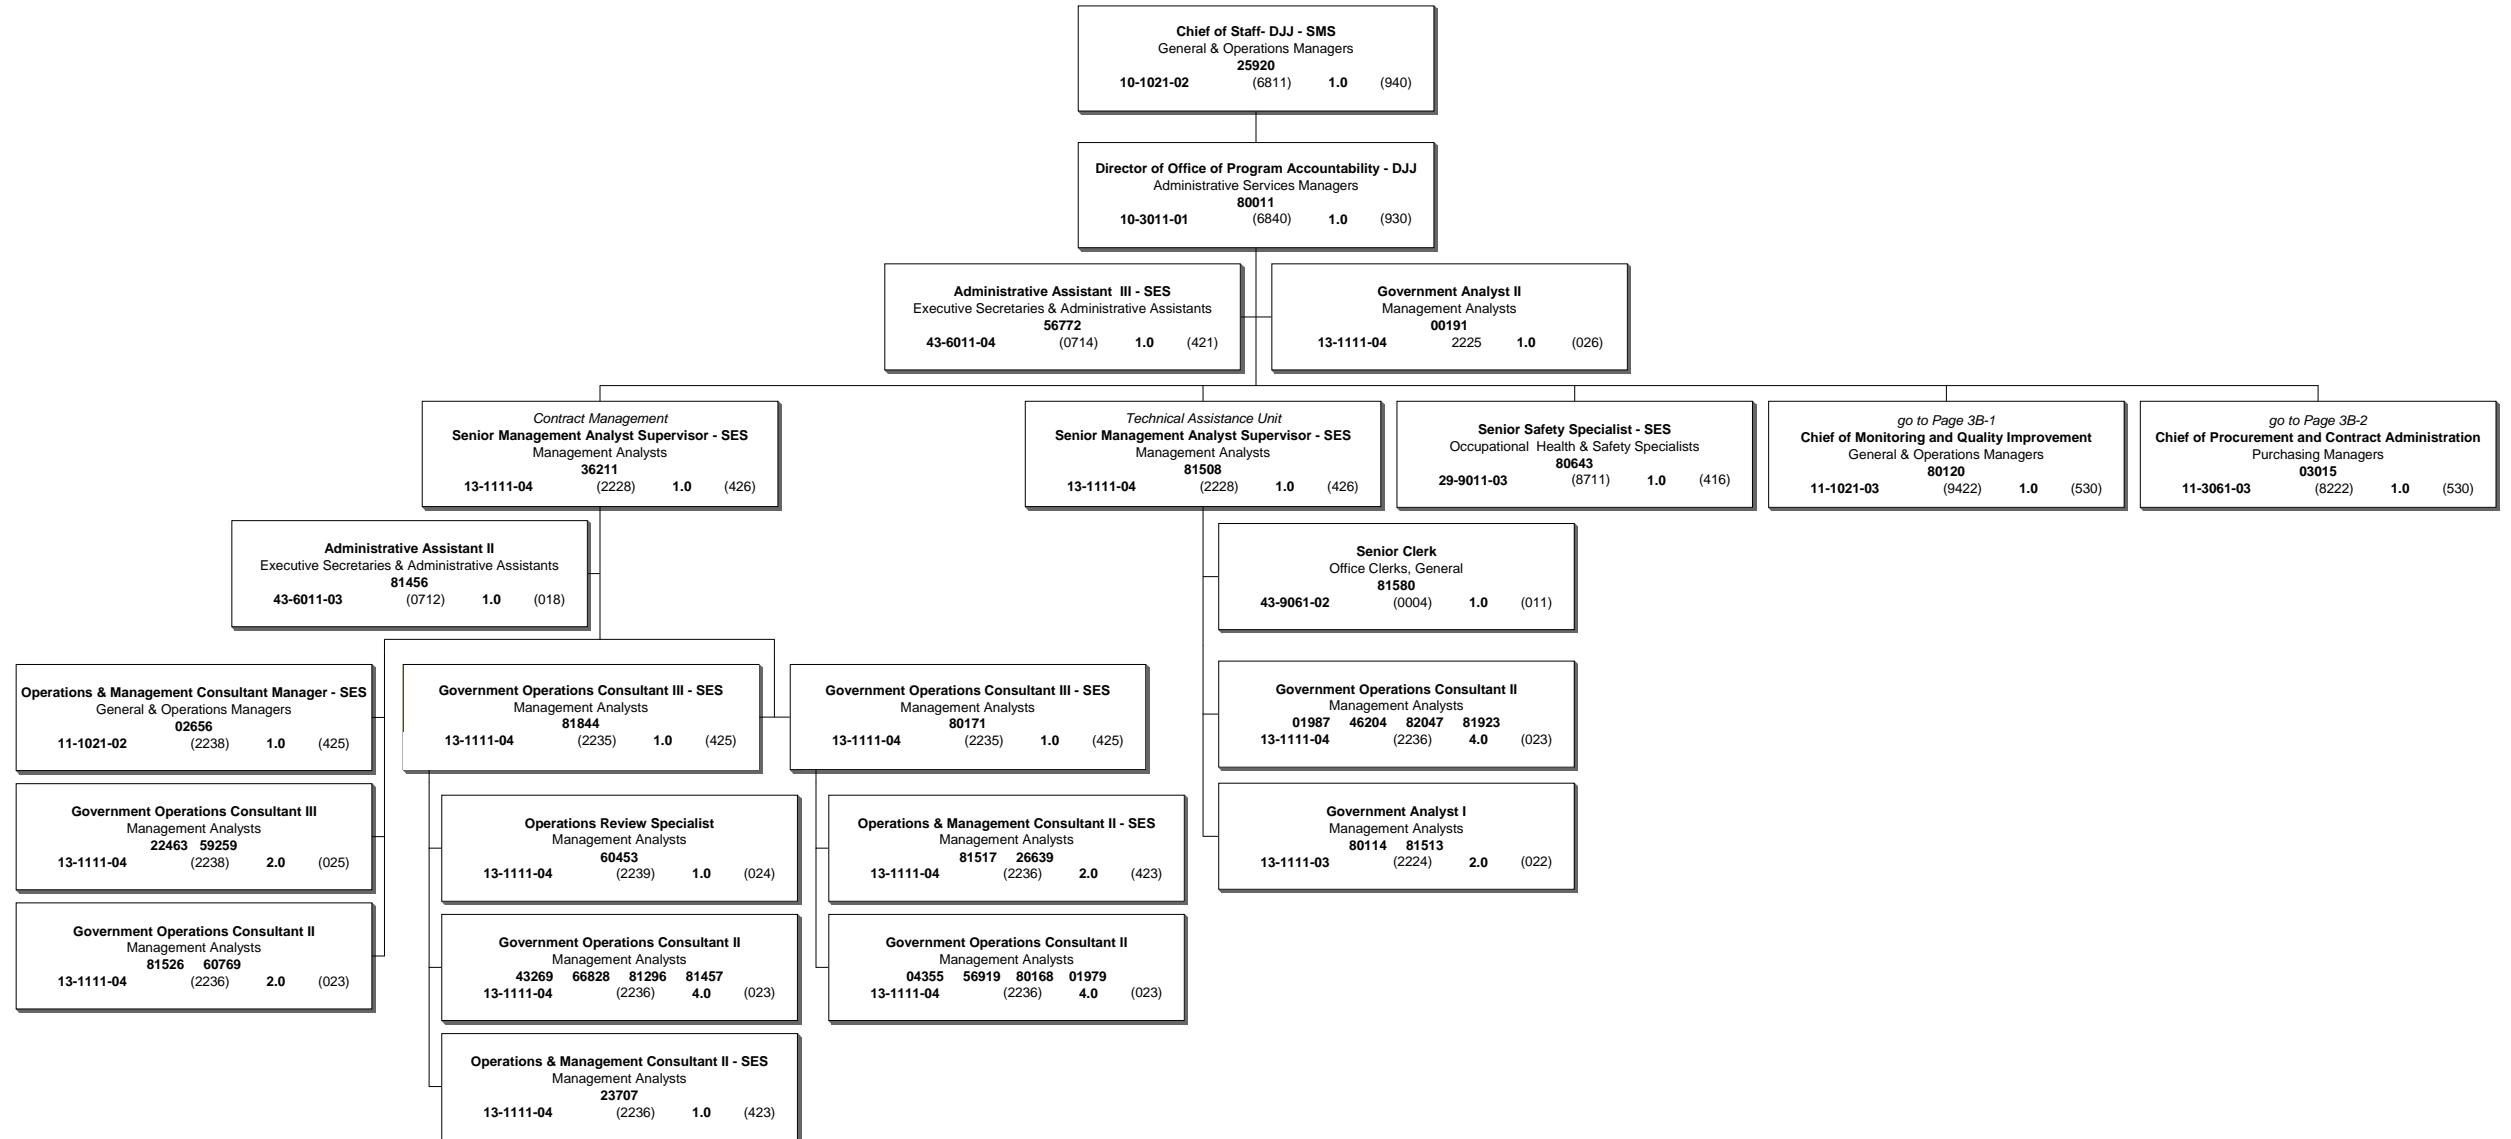 Chief of Staff- DJJ - SMS
General & Operations Managers
25920
10-1021-02 (6811) 1.0 (940)
Director of Office of Program Accountability - DJJ
Administrative Services Managers
80011
10-3011-01 (6840) 1.0 (930)
Administrative Assistant III - SES
Executive Secretaries & Administrative Assistants
56772
43-6011-04 (0714) 1.0 (421)
Government Analyst II
Management Analysts
00191
13-1111-04 2225 1.0 (026)
Contract Management
Senior Management Analyst Supervisor - SES
Management Analysts
36211
13-1111-04 (2228) 1.0 (426)
Technical Assistance Unit
Senior Management Analyst Supervisor - SES
Management Analysts
81508
13-1111-04 (2228) 1.0 (426)
Senior Safety Specialist - SES
Occupational Health & Safety Specialists
80643
29-9011-03 (8711) 1.0 (416)
go to Page 3B-1
Chief of Monitoring and Quality Improvement
General & Operations Managers
80120
11-1021-03 (9422) 1.0 (530)
go to Page 3B-2
Chief of Procurement and Contract Administration
Purchasing Managers
03015
11-3061-03 (8222) 1.0 (530)
Administrative Assistant II
Executive Secretaries & Administrative Assistants
81456
43-6011-03 (0712) 1.0 (018)
Senior Clerk
Office Clerks, General
81580
43-9061-02 (0004) 1.0 (011)
Operations & Management Consultant Manager - SES
General & Operations Managers
02656
11-1021-02 (2238) 1.0 (425)
Government Operations Consultant III - SES
Management Analysts
81844
13-1111-04 (2235) 1.0 (425)
Government Operations Consultant III - SES
Management Analysts
80171
13-1111-04 (2235) 1.0 (425)
Government Operations Consultant II
Management Analysts
01987 46204 82047 81923
13-1111-04 (2236) 4.0 (023)
Government Operations Consultant III
Management Analysts
22463 59259
13-1111-04 (2238) 2.0 (025)
Operations Review Specialist
Management Analysts
60453
13-1111-04 (2239) 1.0 (024)
Operations & Management Consultant II - SES
Management Analysts
81517 26639
13-1111-04 (2236) 2.0 (423)
Government Analyst I
Management Analysts
80114 81513
13-1111-03 (2224) 2.0 (022)
Government Operations Consultant II
Management Analysts
81526 60769
13-1111-04 (2236) 2.0 (023)
Government Operations Consultant II
Management Analysts
43269 66828 81296 81457
13-1111-04 (2236) 4.0 (023)
Government Operations Consultant II
Management Analysts
04355 56919 80168 01979
13-1111-04 (2236) 4.0 (023)
Operations & Management Consultant II - SES
Management Analysts
23707
13-1111-04 (2236) 1.0 (423)